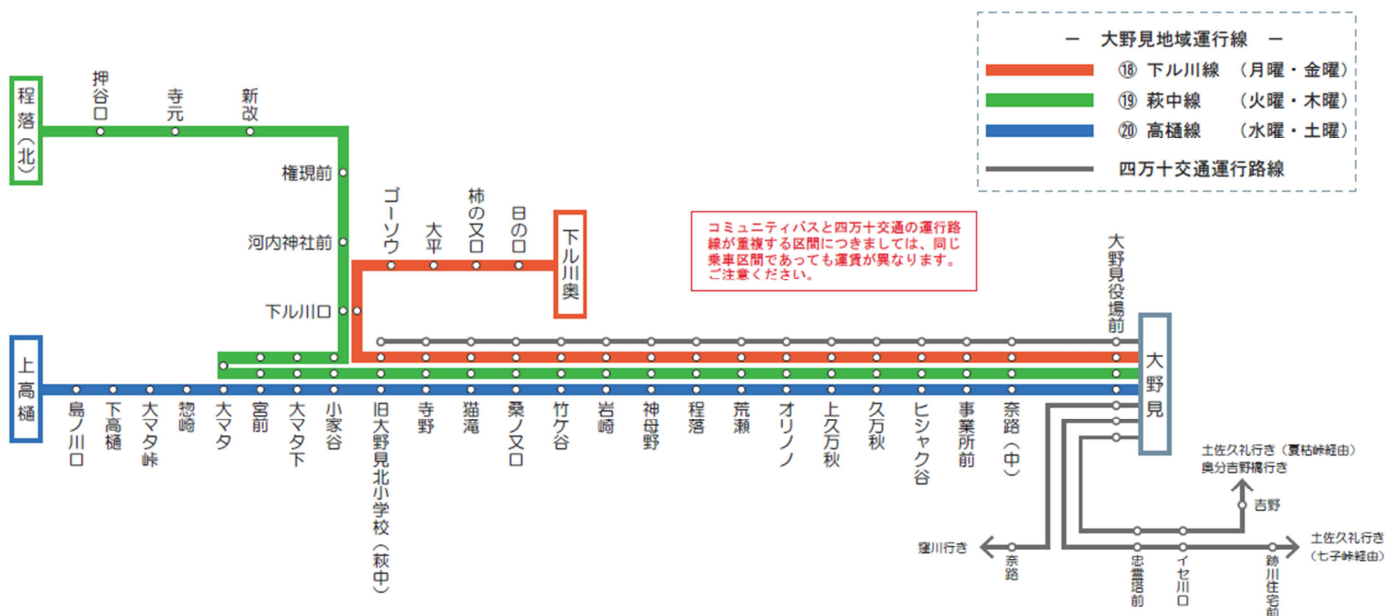 ― 大野見地域運行線 ―
⑱ 下ル川線 (月曜・金曜)
⑲ 萩中線 (火曜・木曜)
⑳ 高樋線 (水曜・土曜)
四万十交通運行路線
程落(北)
押谷口
寺元
新改
権現前
河内神社前
下ル川口
ゴーソウ
大平
柿の又口
日の口
下ル川奥
コミュニティバスと四万十交通の運行路
線が重複する区間につきましては、同じ
乗車区間であっても運賃が異なります。
ご注意ください。
大野見役場前
大野見
上高樋
島ノ川口
下高樋
大マタ峠
惣崎
大マタ
宮前
大マタ下
小家谷
旧大野見北小学校(萩中)
寺野
猫滝
桑ノ又口
竹ケ谷
岩崎
神母野
程落
荒瀬
オリノノ
上久万秋
久万秋
ヒシャク谷
事業所前
奈路(中)
土佐久礼行き(夏枯峠経由)
奥分吉野橋行き
吉野
窪川行き
奈路
忠霊塔前
イセ川口
跡川住宅前
土佐久礼行き
(七子峠経由)